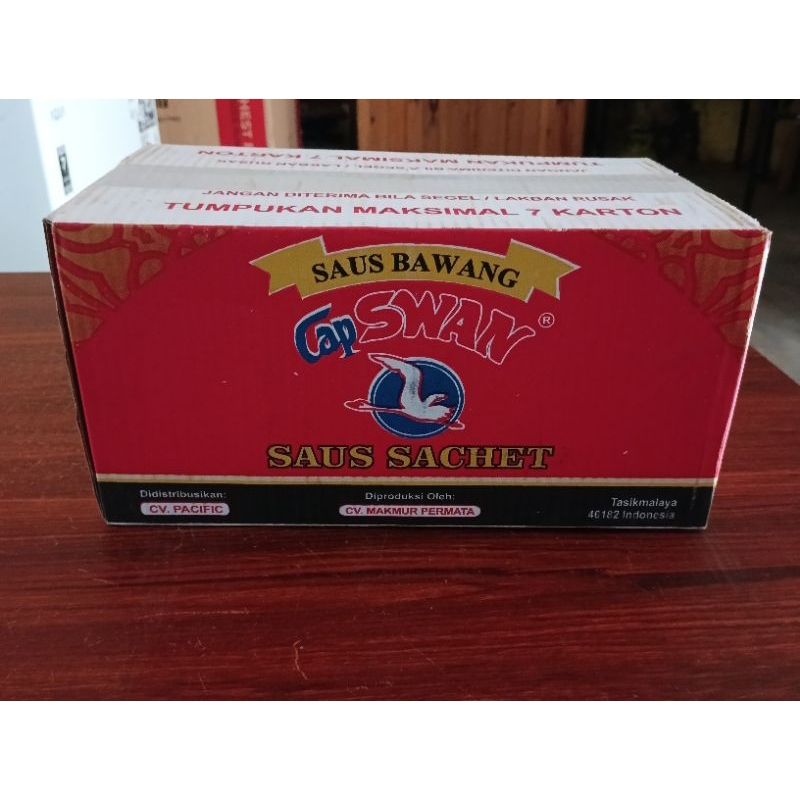 TUMPUKAN MAKSIMAL 7 KARTON
JANGAN DITERIMA BILA SEGEL / LAKBAN RUSAK
TUMPUKAN MAKSIMAL 7 KARTON
SAUS BAWANG
Cap SWAN ®
SAUS SACHET
Didistribusikan:
CV. PACIFIC
Diproduksi Oleh:
CV. MAKMUR PERMATA
Tasikmalaya
46182 Indonesia